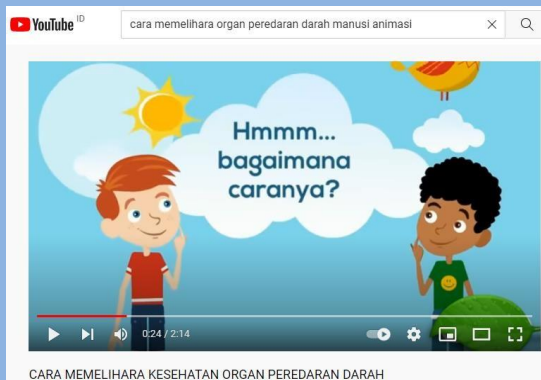 YouTube ID
cara memelihara organ peredaran darah manusi animasi
Hmmm...
bagaimana
caranya?
0:24 / 2:14
CARA MEMELIHARA KESEHATAN ORGAN PEREDARAN DARAH